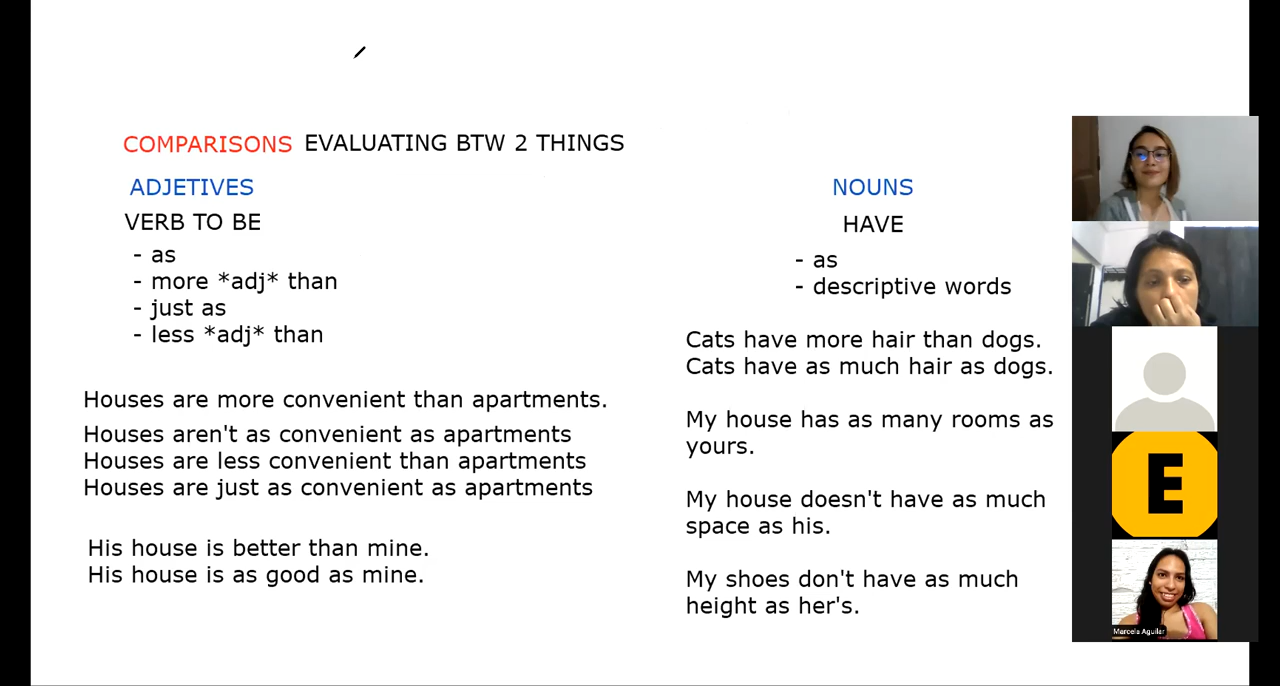 COMPARISONS EVALUATING BTW 2 THINGS
ADJETIVES
VERB TO BE
- as
- more *adj* than
- just as
- less *adj* than
Houses are more convenient than apartments.
Houses aren't as convenient as apartments
Houses are less convenient than apartments
Houses are just as convenient as apartments
His house is better than mine.
His house is as good as mine.
NOUNS
HAVE
- as
- descriptive words
Cats have more hair than dogs.
Cats have as much hair as dogs.
My house has as many rooms as
yours.
My house doesn't have as much
space as his.
My shoes don't have as much
height as her's.
E
Marcela Aguilar